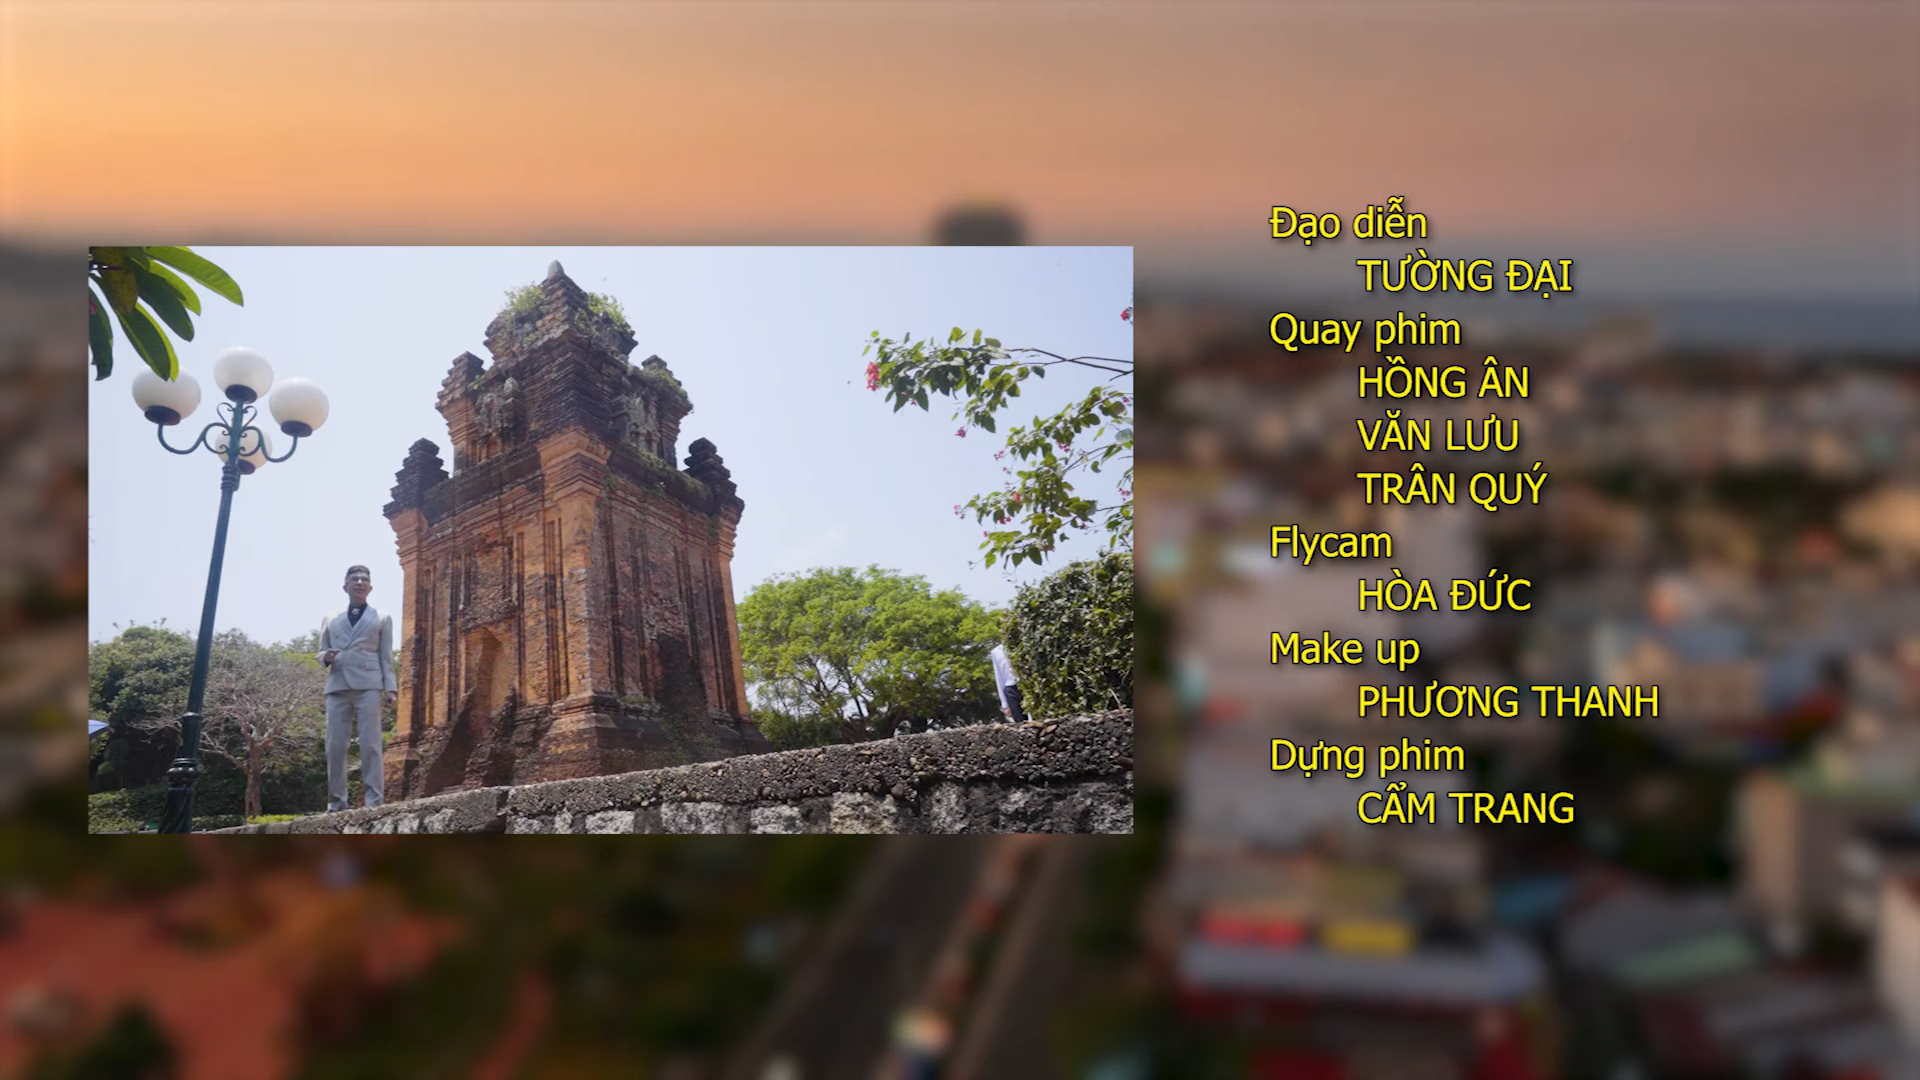 Đạo diễn
TƯỜNG ĐẠI
Quay phim
HỒNG ÂN
VĂN LƯU
TRÂN QUÝ
Flycam
HÒA ĐỨC
Make up
PHƯƠNG THANH
Dựng phim
CẨM TRANG